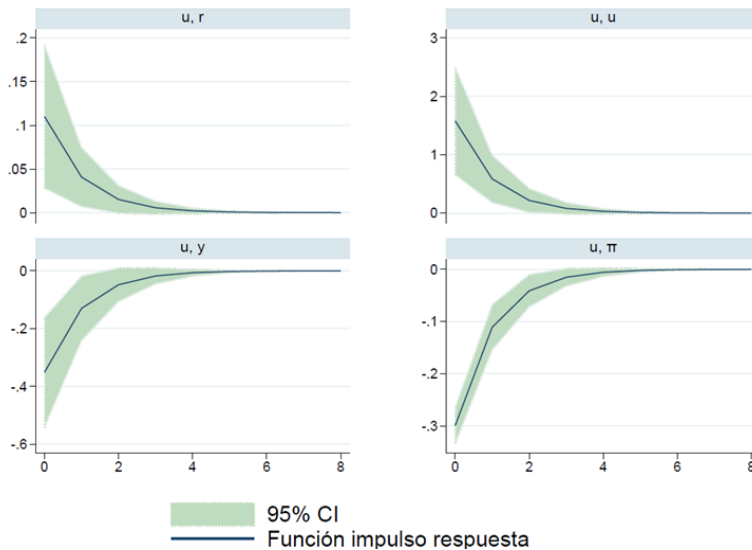 u, r
.2
.15
.1
.05
0
u, u
3
2
1
0
u, y
0
-.2
-.4
-.6
0 2 4 6 8
u, π
0
-.1
-.2
-.3
0 2 4 6 8
95% CI
Función impulso respuesta